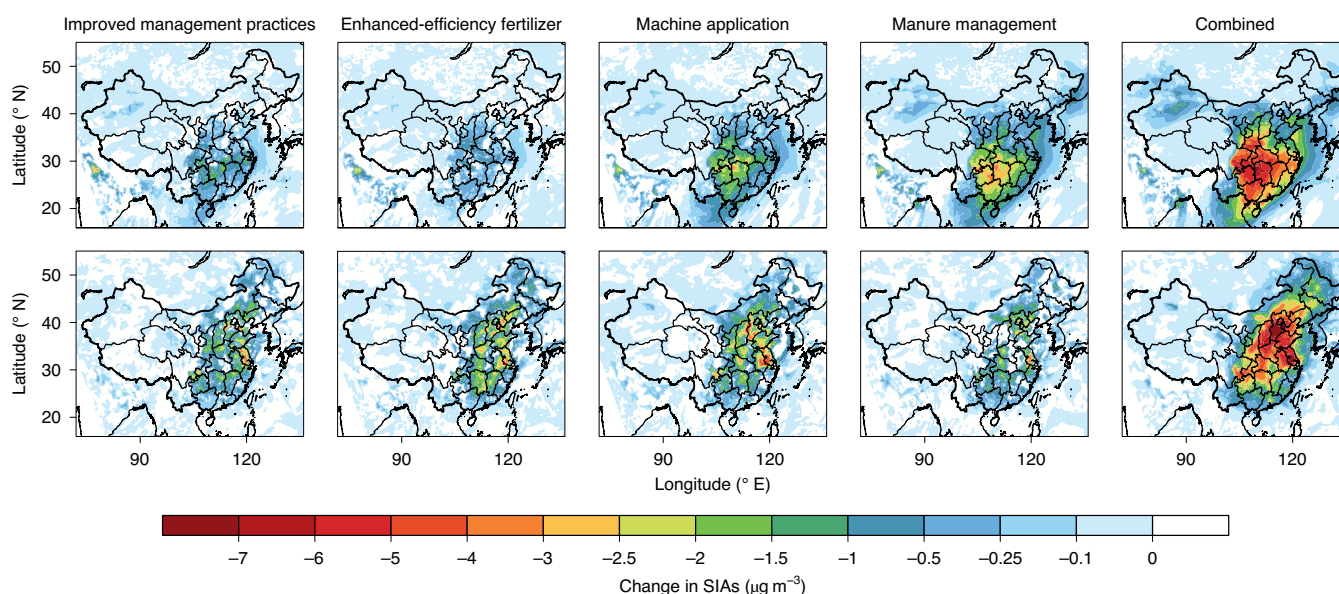 Improved management practices Enhanced-efficiency fertilizer Machine application Manure management Combined
50
40
30
20
Latitude (° N)
50
40
30
20
Latitude (° N)
90 120 90 120 90 120 90 120 90 120
Longitude (° E)
–7 –6 –5 –4 –3 –2.5 –2 –1.5 –1 –0.5 –0.25 –0.1 0
Change in SIAs (µg m⁻³)